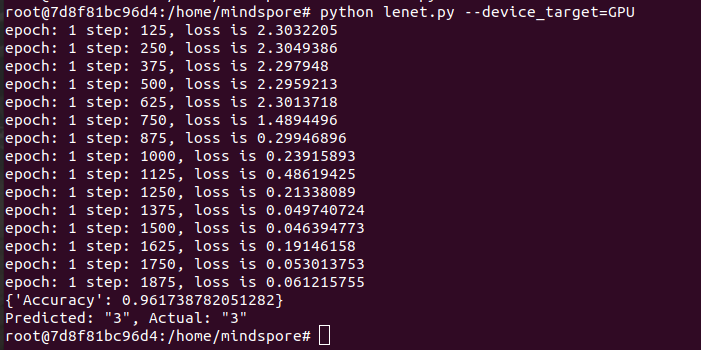 root@7d8f81bc96d4:/home/mindspore# python lenet.py --device_target=GPU
epoch: 1 step: 125, loss is 2.3032205
epoch: 1 step: 250, loss is 2.3049386
epoch: 1 step: 375, loss is 2.297948
epoch: 1 step: 500, loss is 2.2959213
epoch: 1 step: 625, loss is 2.3013718
epoch: 1 step: 750, loss is 1.4894496
epoch: 1 step: 875, loss is 0.29946896
epoch: 1 step: 1000, loss is 0.23915893
epoch: 1 step: 1125, loss is 0.48619425
epoch: 1 step: 1250, loss is 0.21338089
epoch: 1 step: 1375, loss is 0.049740724
epoch: 1 step: 1500, loss is 0.046394773
epoch: 1 step: 1625, loss is 0.19146158
epoch: 1 step: 1750, loss is 0.053013753
epoch: 1 step: 1875, loss is 0.061215755
{'Accuracy': 0.961738782051282}
Predicted: "3", Actual: "3"
root@7d8f81bc96d4:/home/mindspore#